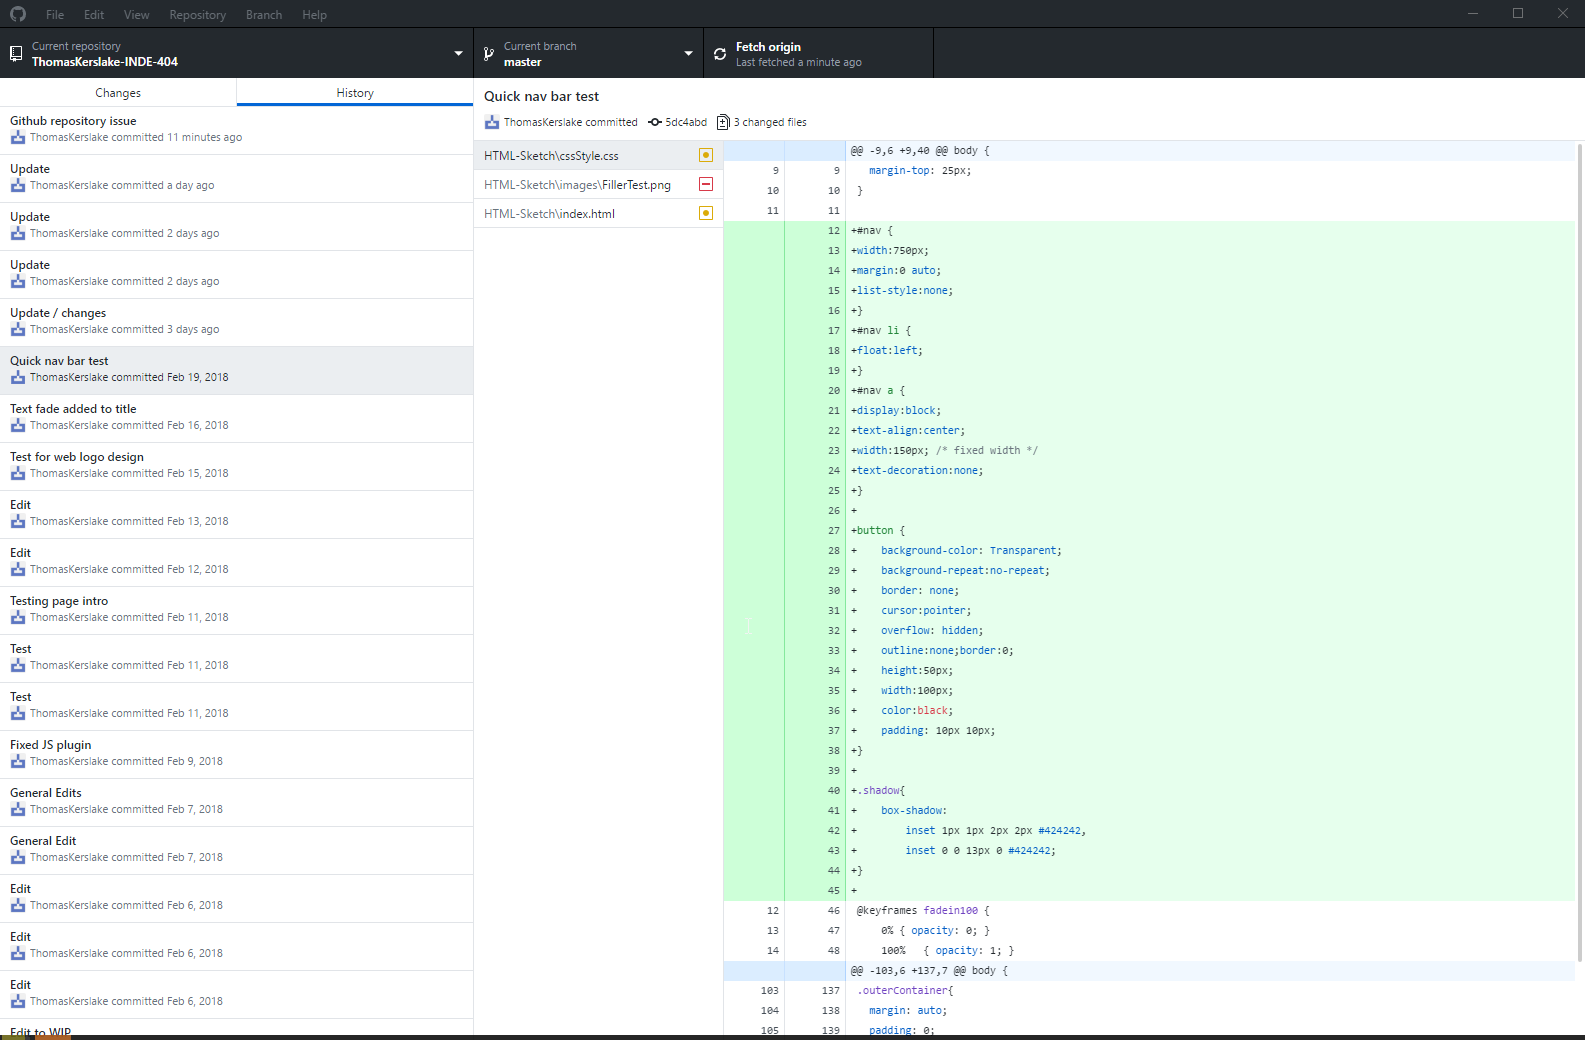 File Edit View Repository Branch Help
Current repository
ThomasKerslake-INDE-404
Current branch
master
Fetch origin
Last fetched a minute ago
Changes
History
Github repository issue
ThomasKerslake committed 11 minutes ago
Update
ThomasKerslake committed a day ago
Update
ThomasKerslake committed 2 days ago
Update
ThomasKerslake committed 2 days ago
Update / changes
ThomasKerslake committed 3 days ago
Quick nav bar test
ThomasKerslake committed Feb 19, 2018
Text fade added to title
ThomasKerslake committed Feb 16, 2018
Test for web logo design
ThomasKerslake committed Feb 15, 2018
Edit
ThomasKerslake committed Feb 13, 2018
Edit
ThomasKerslake committed Feb 12, 2018
Testing page intro
ThomasKerslake committed Feb 11, 2018
Test
ThomasKerslake committed Feb 11, 2018
Test
ThomasKerslake committed Feb 11, 2018
Fixed JS plugin
ThomasKerslake committed Feb 9, 2018
General Edits
ThomasKerslake committed Feb 7, 2018
General Edit
ThomasKerslake committed Feb 7, 2018
Edit
ThomasKerslake committed Feb 6, 2018
Edit
ThomasKerslake committed Feb 6, 2018
Edit
ThomasKerslake committed Feb 6, 2018
Edit to WIP
Quick nav bar test
ThomasKerslake committed 5dc4abd 3 changed files
HTML-Sketch\cssStyle.css
HTML-Sketch\images\FillerTest.png
HTML-Sketch\index.html
@@ -9,6 +9,40 @@ body {
9 9 margin-top: 25px;
10 10 }
11 11
12 +#nav {
13 +width:750px;
14 +margin:0 auto;
15 +list-style:none;
16 +}
17 +#nav li {
18 +float:left;
19 +}
20 +#nav a {
21 +display:block;
22 +text-align:center;
23 +width:150px; /* fixed width */
24 +text-decoration:none;
25 +}
26 +
27 +button {
28 + background-color: Transparent;
29 + background-repeat:no-repeat;
30 + border: none;
31 + cursor:pointer;
32 + overflow: hidden;
33 + outline:none;border:0;
34 + height:50px;
35 + width:100px;
36 + color:black;
37 + padding: 10px 10px;
38 +}
39 +
40 +.shadow{
41 + box-shadow:
42 + inset 1px 1px 2px 2px #424242,
43 + inset 0 0 13px 0 #424242;
44 +}
45 +
12 46 @keyframes fadein100 {
13 47 0% { opacity: 0; }
14 48 100% { opacity: 1; }
@@ -103,6 +137,7 @@ body {
103 137 .outerContainer{
104 138 margin: auto;
105 139 padding: 0;